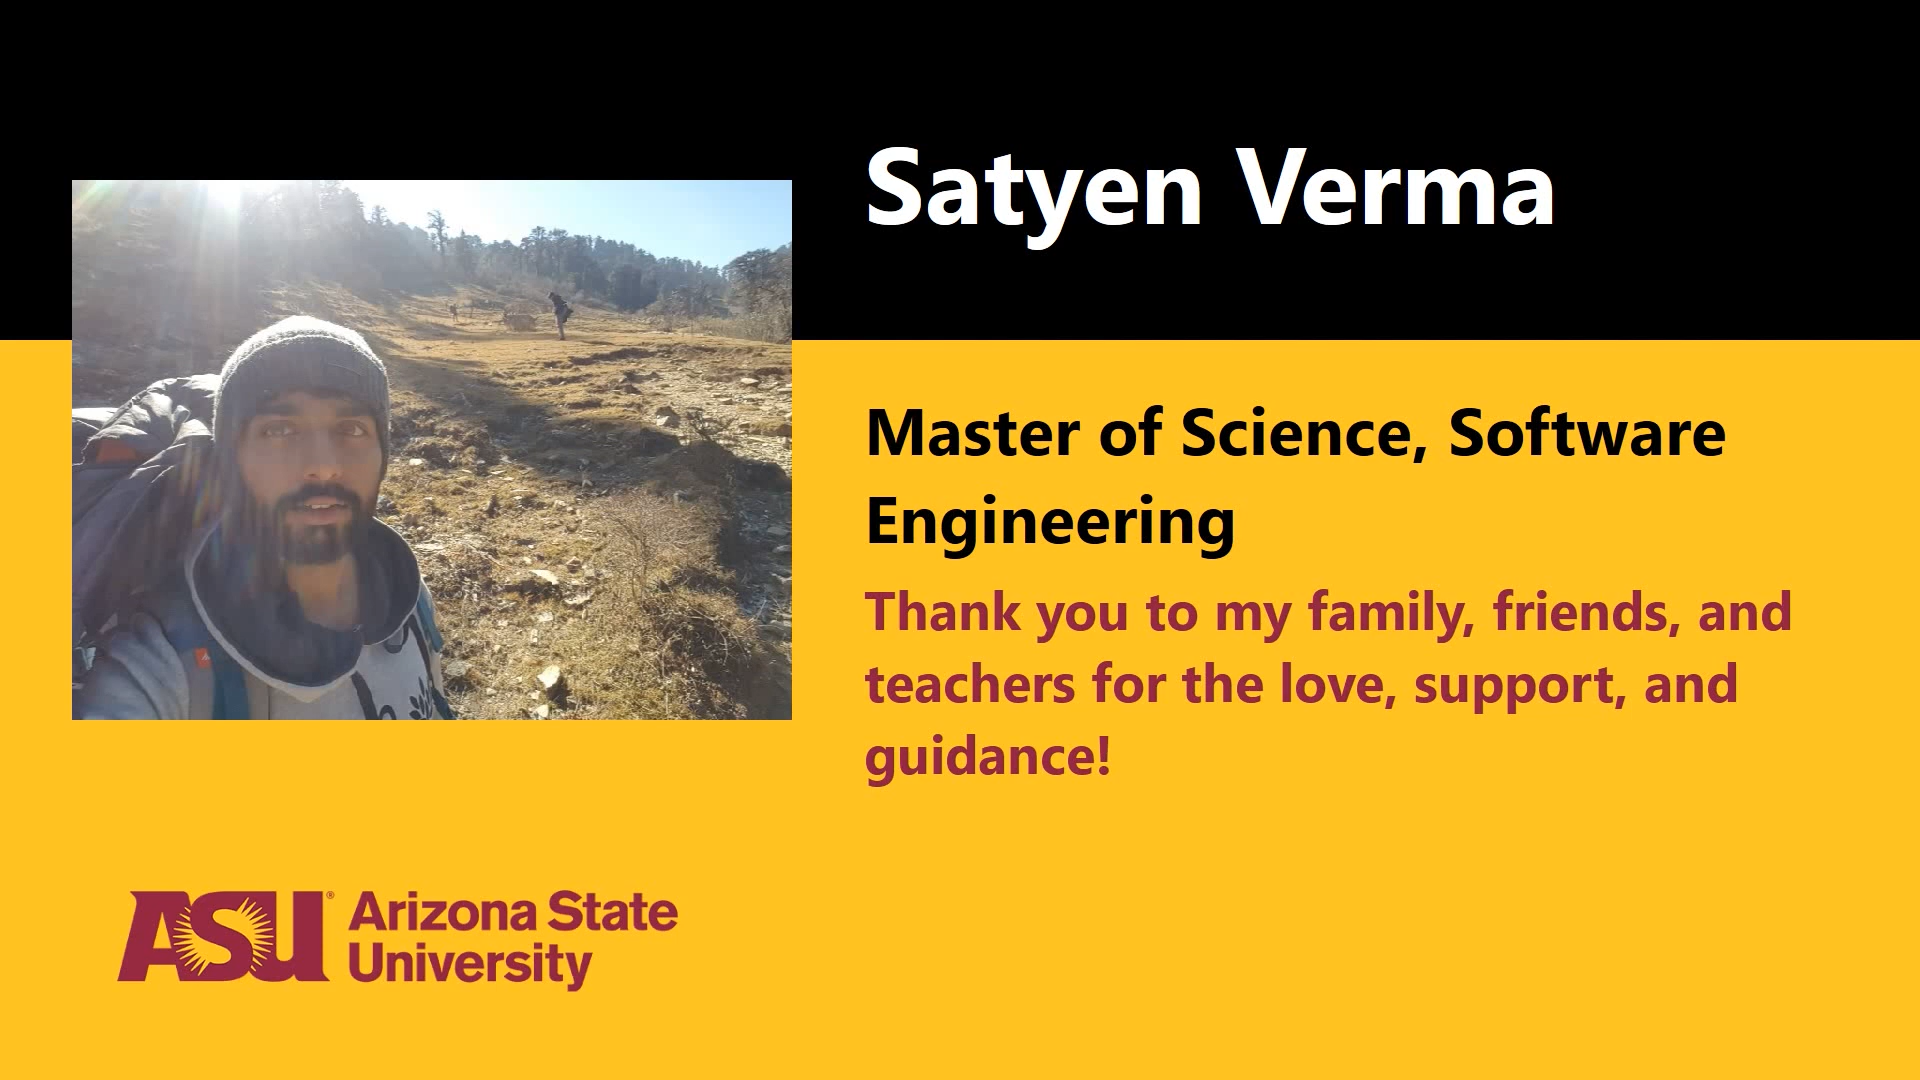 Satyen Verma
Master of Science, Software
Engineering
Thank you to my family, friends, and
teachers for the love, support, and
guidance!
ASU® Arizona State
University